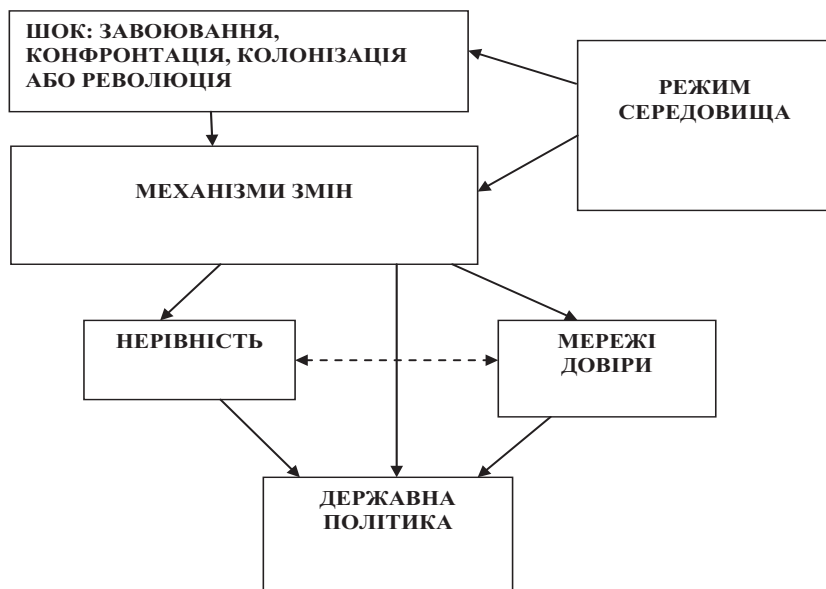 ШОК: ЗАВОЮВАННЯ,
КОНФРОНТАЦІЯ, КОЛОНІЗАЦІЯ
АБО РЕВОЛЮЦІЯ
РЕЖИМ
СЕРЕДОВИЩА
МЕХАНІЗМИ ЗМІН
НЕРІВНІСТЬ
МЕРЕЖІ
ДОВІРИ
ДЕРЖАВНА
ПОЛІТИКА